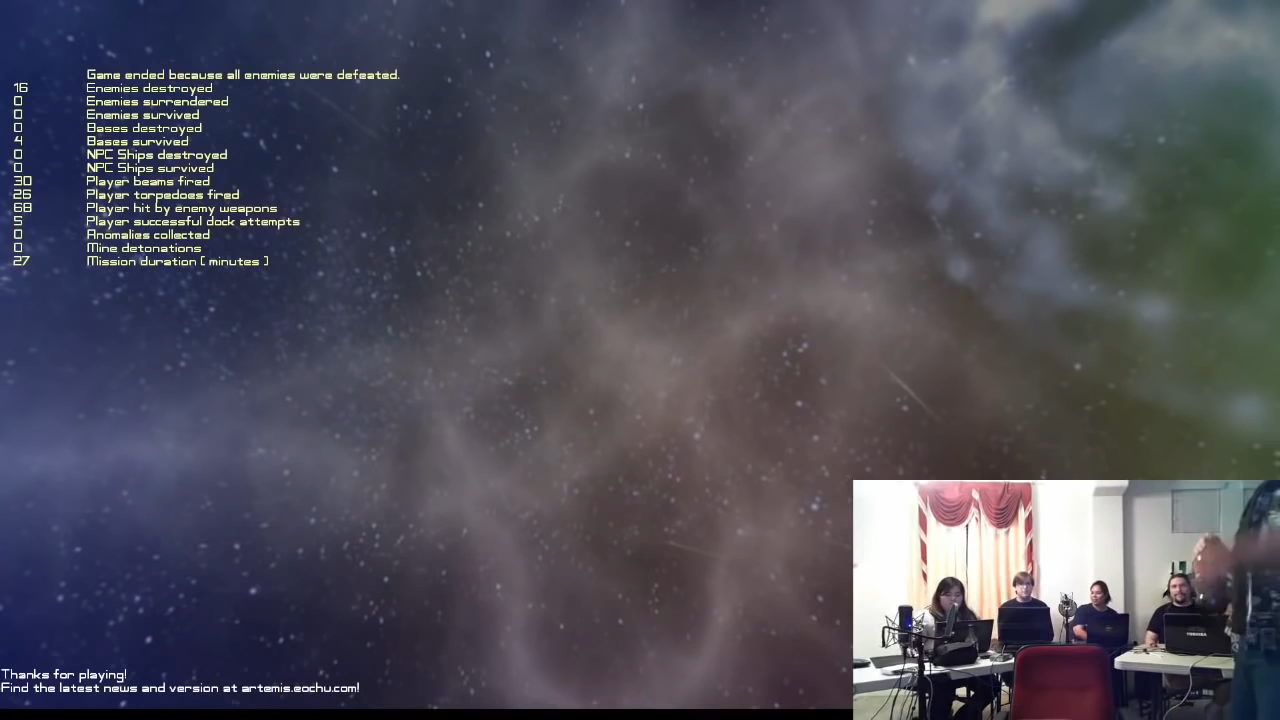 Game ended because all enemies were defeated.
16 Enemies destroyed
0 Enemies surrendered
0 Enemies survived
0 Bases destroyed
4 Bases survived
0 NPC Ships destroyed
0 NPC Ships survived
30 Player beams fired
26 Player torpedoes fired
68 Player hit by enemy weapons
5 Player successful dock attempts
0 Anomalies collected
0 Mine detonations
27 Mission duration ( minutes )
Thanks for playing!
Find the latest news and version at artemis.eochu.com!
TOSHIBA